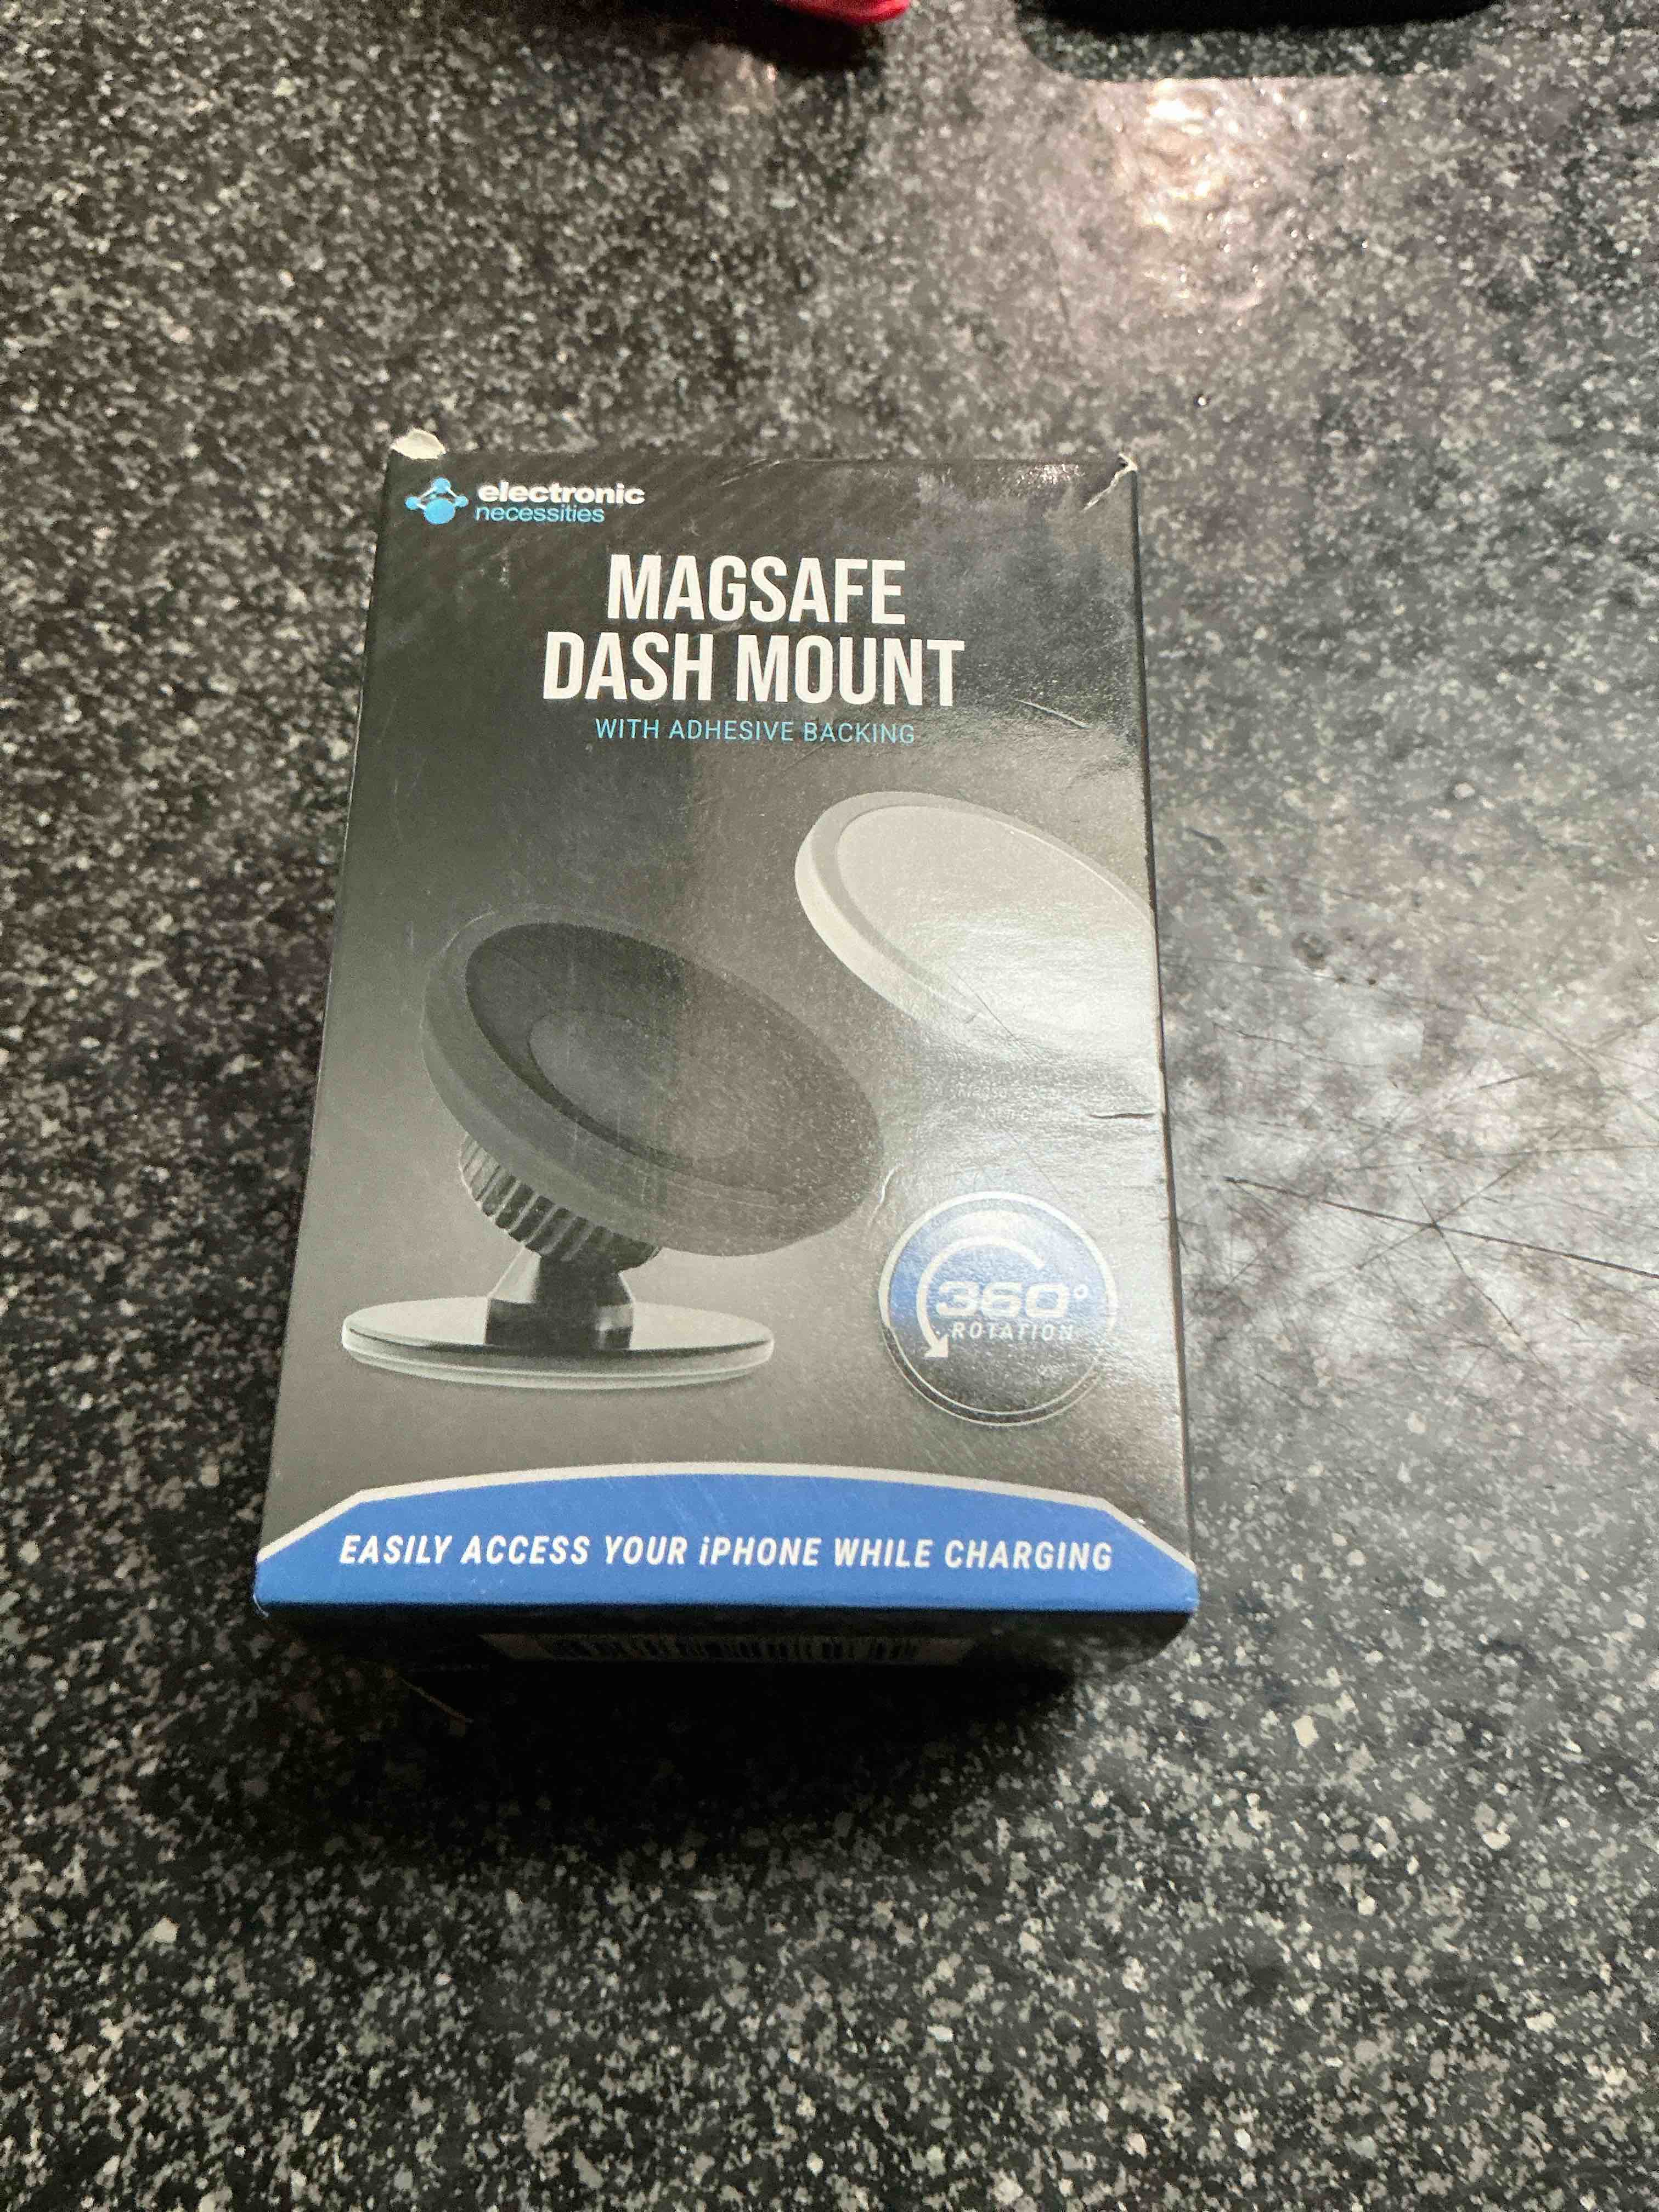 electronic
necessities
MAGSAFE
DASH MOUNT
WITH ADHESIVE BACKING
360°
ROTATION
EASILY ACCESS YOUR iPHONE WHILE CHARGING